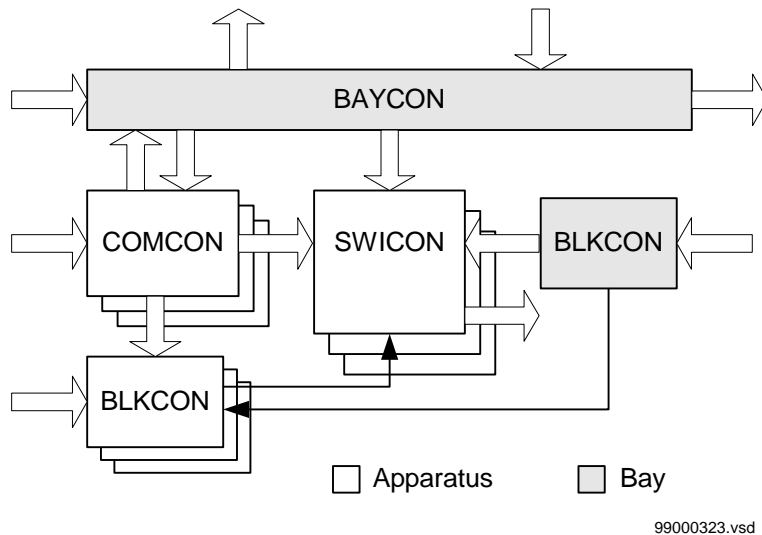 BAYCON
COMCON
SWICON
BLKCON
BLKCON
Apparatus
Bay
99000323.vsd